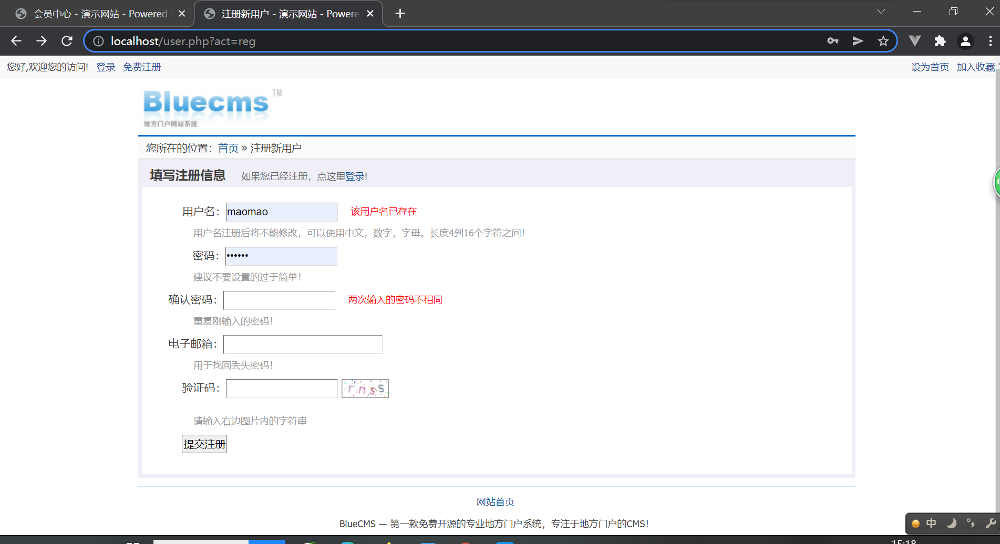 会员中心 - 演示网站 - Powered
注册新用户 - 演示网站 - Powere
localhost/user.php?act=reg
您好,欢迎您的访问! 登录 免费注册 设为首页 加入收藏
Bluecms TM
地方门户网站系统
您所在的位置：首页 » 注册新用户
填写注册信息 如果您已经注册，点这里登录!
用户名： maomao 该用户名已存在
用户名注册后将不能修改，可以使用中文，数字，字母。长度4到16个字符之间!
密码： ••••••
建议不要设置的过于简单!
确认密码： 两次输入的密码不相同
重复刚输入的密码!
电子邮箱：
用于找回丢失密码!
验证码： rnss
请输入右边图片内的字符串
提交注册
网站首页
BlueCMS — 第一款免费开源的专业地方门户系统，专注于地方门户的CMS!
中
15:18